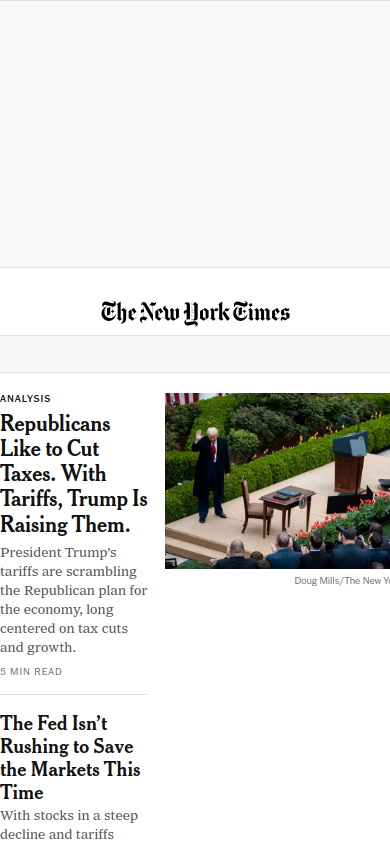 The New York Times
ANALYSIS
Republicans
Like to Cut
Taxes. With
Tariffs, Trump Is
Raising Them.
President Trump’s
tariffs are scrambling
the Republican plan for
the economy, long
centered on tax cuts
and growth.
5 MIN READ
Doug Mills/The New Yo
The Fed Isn’t
Rushing to Save
the Markets This
Time
With stocks in a steep
decline and tariffs